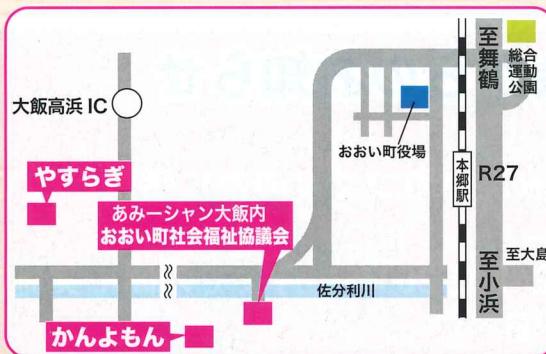 至舞鶴
総合
運動
公園
大飯高浜 IC
おおい町役場
本郷駅
R27
やすらぎ
あみーシャン大飯内
おおい町社会福祉協議会
至大島
至小浜
佐分利川
かんよもん